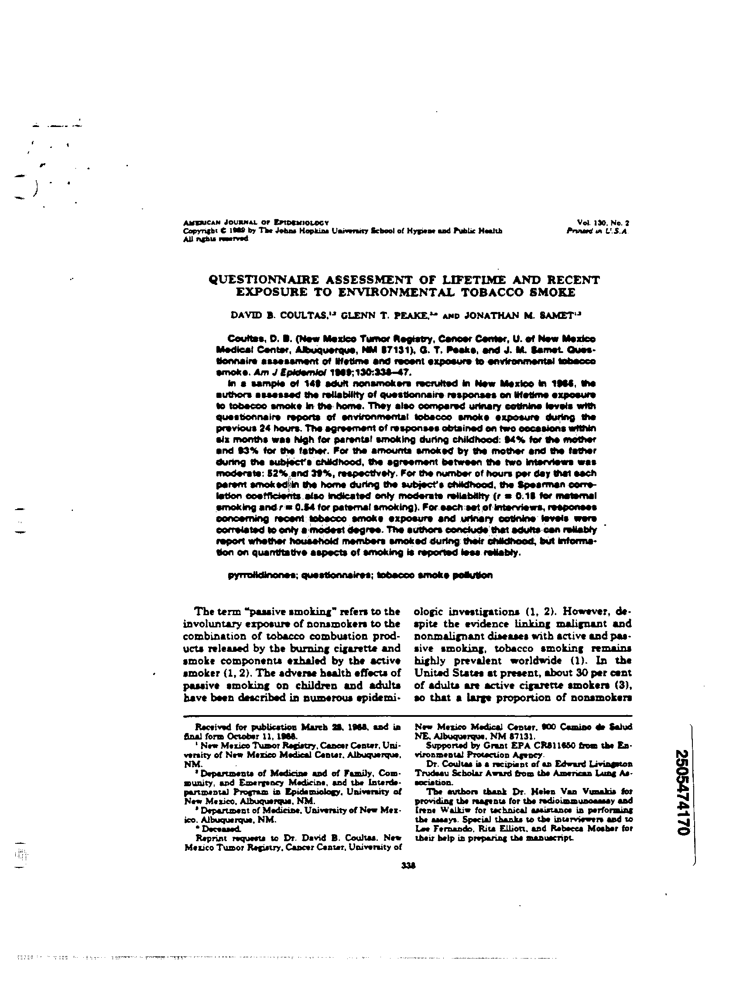 AMERICAN JOURNAL OF EPIDEMIOLOGY
Copyright © 1989 by The Johns Hopkins University School of Hygiene and Public Health
All rights reserved
Vol. 130, No. 2
Printed in U.S.A.
QUESTIONNAIRE ASSESSMENT OF LIFETIME AND RECENT
EXPOSURE TO ENVIRONMENTAL TOBACCO SMOKE
DAVID B. COULTAS,¹,² GLENN T. PEAKE,³,* AND JONATHAN M. SAMET¹,²
Coultas, D. B. (New Mexico Tumor Registry, Cancer Center, U. of New Mexico
Medical Center, Albuquerque, NM 87131), G. T. Peake, and J. M. Samet. Ques-
tionnaire assessment of lifetime and recent exposure to environmental tobacco
smoke. Am J Epidemiol 1989;130:338–47.
In a sample of 149 adult nonsmokers recruited in New Mexico in 1986, the
authors assessed the reliability of questionnaire responses on lifetime exposure
to tobacco smoke in the home. They also compared urinary cotinine levels with
questionnaire reports of environmental tobacco smoke exposure during the
previous 24 hours. The agreement of responses obtained on two occasions within
six months was high for parental smoking during childhood: 94% for the mother
and 93% for the father. For the amounts smoked by the mother and the father
during the subject's childhood, the agreement between the two interviews was
moderate: 52% and 39%, respectively. For the number of hours per day that each
parent smoked in the home during the subject's childhood, the Spearman corre-
lation coefficients also indicated only moderate reliability (r = 0.18 for maternal
smoking and r = 0.54 for paternal smoking). For each set of interviews, responses
concerning recent tobacco smoke exposure and urinary cotinine levels were
correlated to only a modest degree. The authors conclude that adults can reliably
report whether household members smoked during their childhood, but informa-
tion on quantitative aspects of smoking is reported less reliably.
pyrrolidinones; questionnaires; tobacco smoke pollution
The term "passive smoking" refers to the
involuntary exposure of nonsmokers to the
combination of tobacco combustion prod-
ucts released by the burning cigarette and
smoke components exhaled by the active
smoker (1, 2). The adverse health effects of
passive smoking on children and adults
have been described in numerous epidemi-
ologic investigations (1, 2). However, de-
spite the evidence linking malignant and
nonmalignant diseases with active and pas-
sive smoking, tobacco smoking remains
highly prevalent worldwide (1). In the
United States at present, about 30 per cent
of adults are active cigarette smokers (3),
so that a large proportion of nonsmokers
Received for publication March 28, 1988, and in
final form October 11, 1988.
¹ New Mexico Tumor Registry, Cancer Center, Uni-
versity of New Mexico Medical Center, Albuquerque,
NM.
² Departments of Medicine and of Family, Com-
munity, and Emergency Medicine, and the Interde-
partmental Program in Epidemiology, University of
New Mexico, Albuquerque, NM.
³ Department of Medicine, University of New Mex-
ico, Albuquerque, NM.
* Deceased.
Reprint requests to Dr. David B. Coultas, New
Mexico Tumor Registry, Cancer Center, University of
New Mexico Medical Center, 900 Camino de Salud
NE, Albuquerque, NM 87131.
Supported by Grant EPA CR811650 from the En-
vironmental Protection Agency.
Dr. Coultas is a recipient of an Edward Livingston
Trudeau Scholar Award from the American Lung As-
sociation.
The authors thank Dr. Helen Van Vunakis for
providing the reagents for the radioimmunoassay and
Irene Walkiw for technical assistance in performing
the assays. Special thanks to the interviewers and to
Lee Fernando, Rita Elliott, and Rebecca Mosher for
their help in preparing the manuscript.
338
2505474170